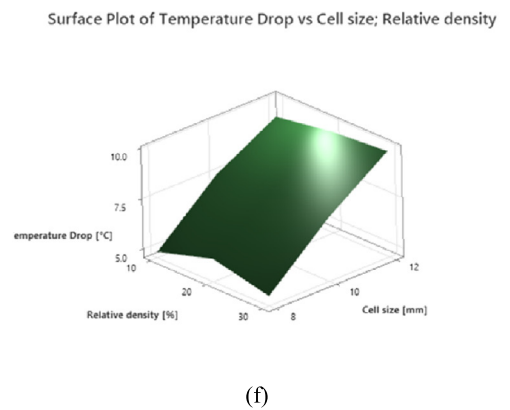 Surface Plot of Temperature Drop vs Cell size; Relative density
10.0
7.5
emperature Drop [°C]
5.0
10
20
30
Relative density [%]
8
10
12
Cell size [mm]
(f)